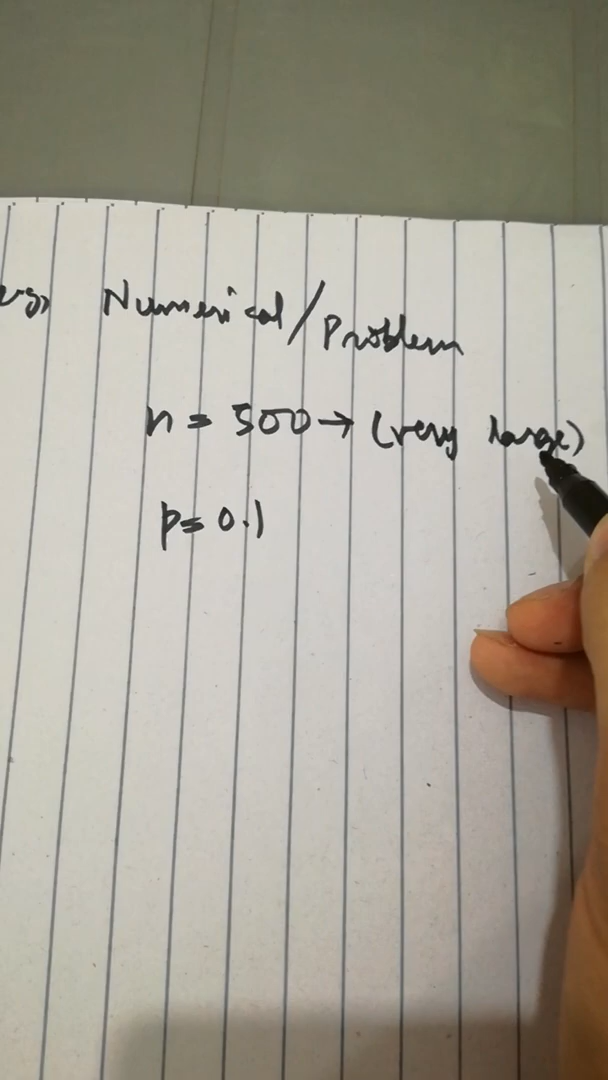 Numerical/Problem
n = 500 → (very large)
p = 0.1